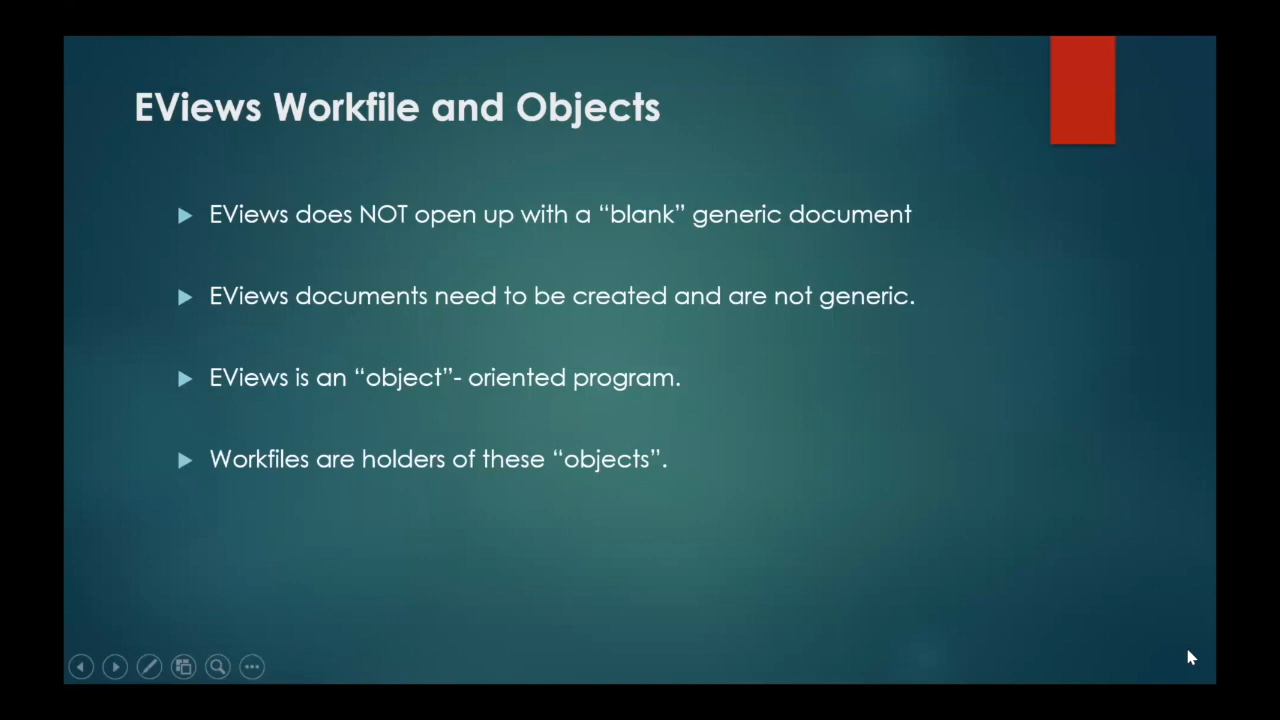 EViews Workfile and Objects
EViews does NOT open up with a “blank” generic document
EViews documents need to be created and are not generic.
EViews is an “object”- oriented program.
Workfiles are holders of these “objects”.